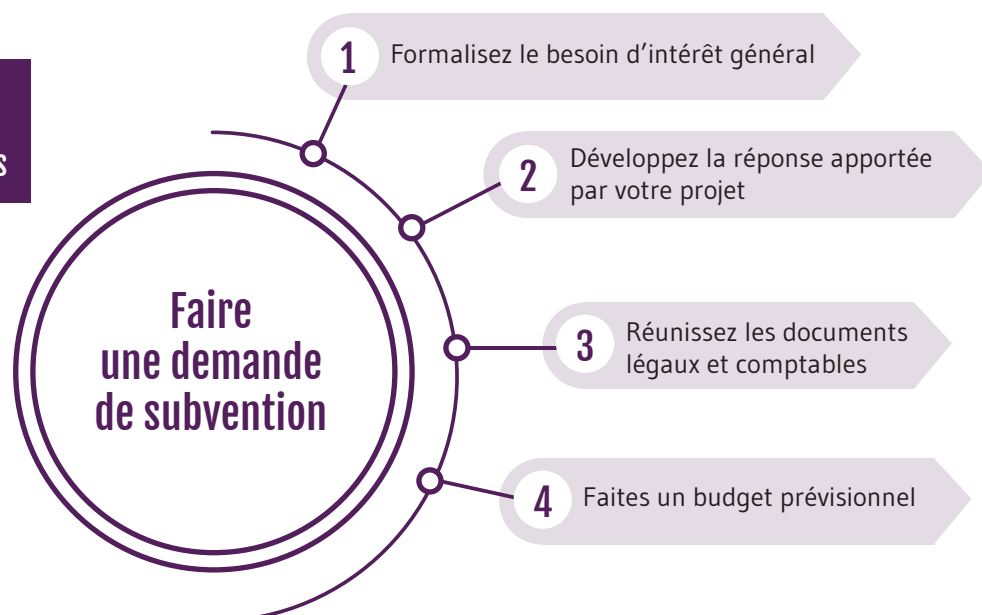 1
Formalisez le besoin d'intérêt général
2
Développez la réponse apportée
par votre projet
Faire
une demande
de subvention
3
Réunissez les documents
légaux et comptables
4
Faites un budget prévisionnel